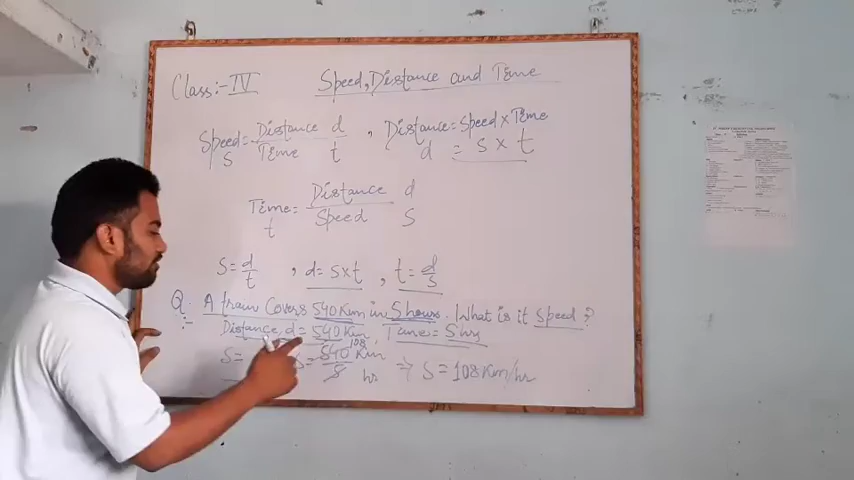 Class:- IV Speed, Distance and Time
Speed = Distance / Time d / t , Distance = Speed × Time
S d = s × t
Time = Distance / Speed d / s
t
S = d / t , d = s×t , t = d / s
Q:- A train Covers 540 Km in 5 hours. What is it Speed?
Distance, d = 540 Km, Time = 5 hrs
S = S = 540 Km / 5 hr 108 ⇒ S = 108 Km/hr